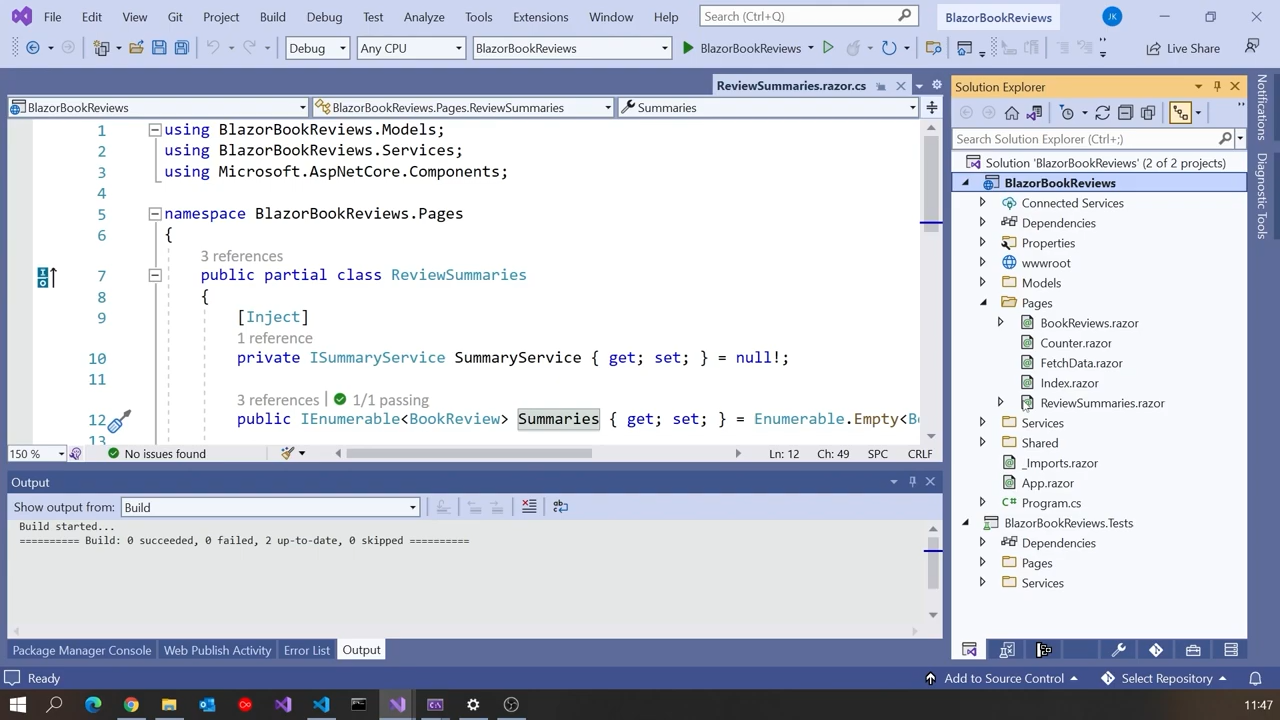 File Edit View Git Project Build Debug Test Analyze Tools Extensions Window Help Search (Ctrl+Q) BlazorBookReviews JK
Debug Any CPU BlazorBookReviews BlazorBookReviews Live Share
ReviewSummaries.razor.cs
BlazorBookReviews BlazorBookReviews.Pages.ReviewSummaries Summaries
1 using BlazorBookReviews.Models;
2 using BlazorBookReviews.Services;
3 using Microsoft.AspNetCore.Components;
5 namespace BlazorBookReviews.Pages
6 {
3 references
7 public partial class ReviewSummaries
8 {
9 [Inject]
1 reference
10 private ISummaryService SummaryService { get; set; } = null!;
11
3 references 1/1 passing
12 public IEnumerable<BookReview> Summaries { get; set; } = Enumerable.Empty<Bo
13
150 % No issues found Ln: 12 Ch: 49 SPC CRLF
Output
Show output from: Build
Build started...
========== Build: 0 succeeded, 0 failed, 2 up-to-date, 0 skipped ==========
Package Manager Console Web Publish Activity Error List Output
Solution Explorer
Search Solution Explorer (Ctrl+;)
Solution 'BlazorBookReviews' (2 of 2 projects)
BlazorBookReviews
Connected Services
Dependencies
Properties
wwwroot
Models
Pages
BookReviews.razor
Counter.razor
FetchData.razor
Index.razor
ReviewSummaries.razor
Services
Shared
_Imports.razor
App.razor
C# Program.cs
BlazorBookReviews.Tests
Dependencies
Pages
Services
Notifications
Diagnostic Tools
Ready Add to Source Control Select Repository
11:47